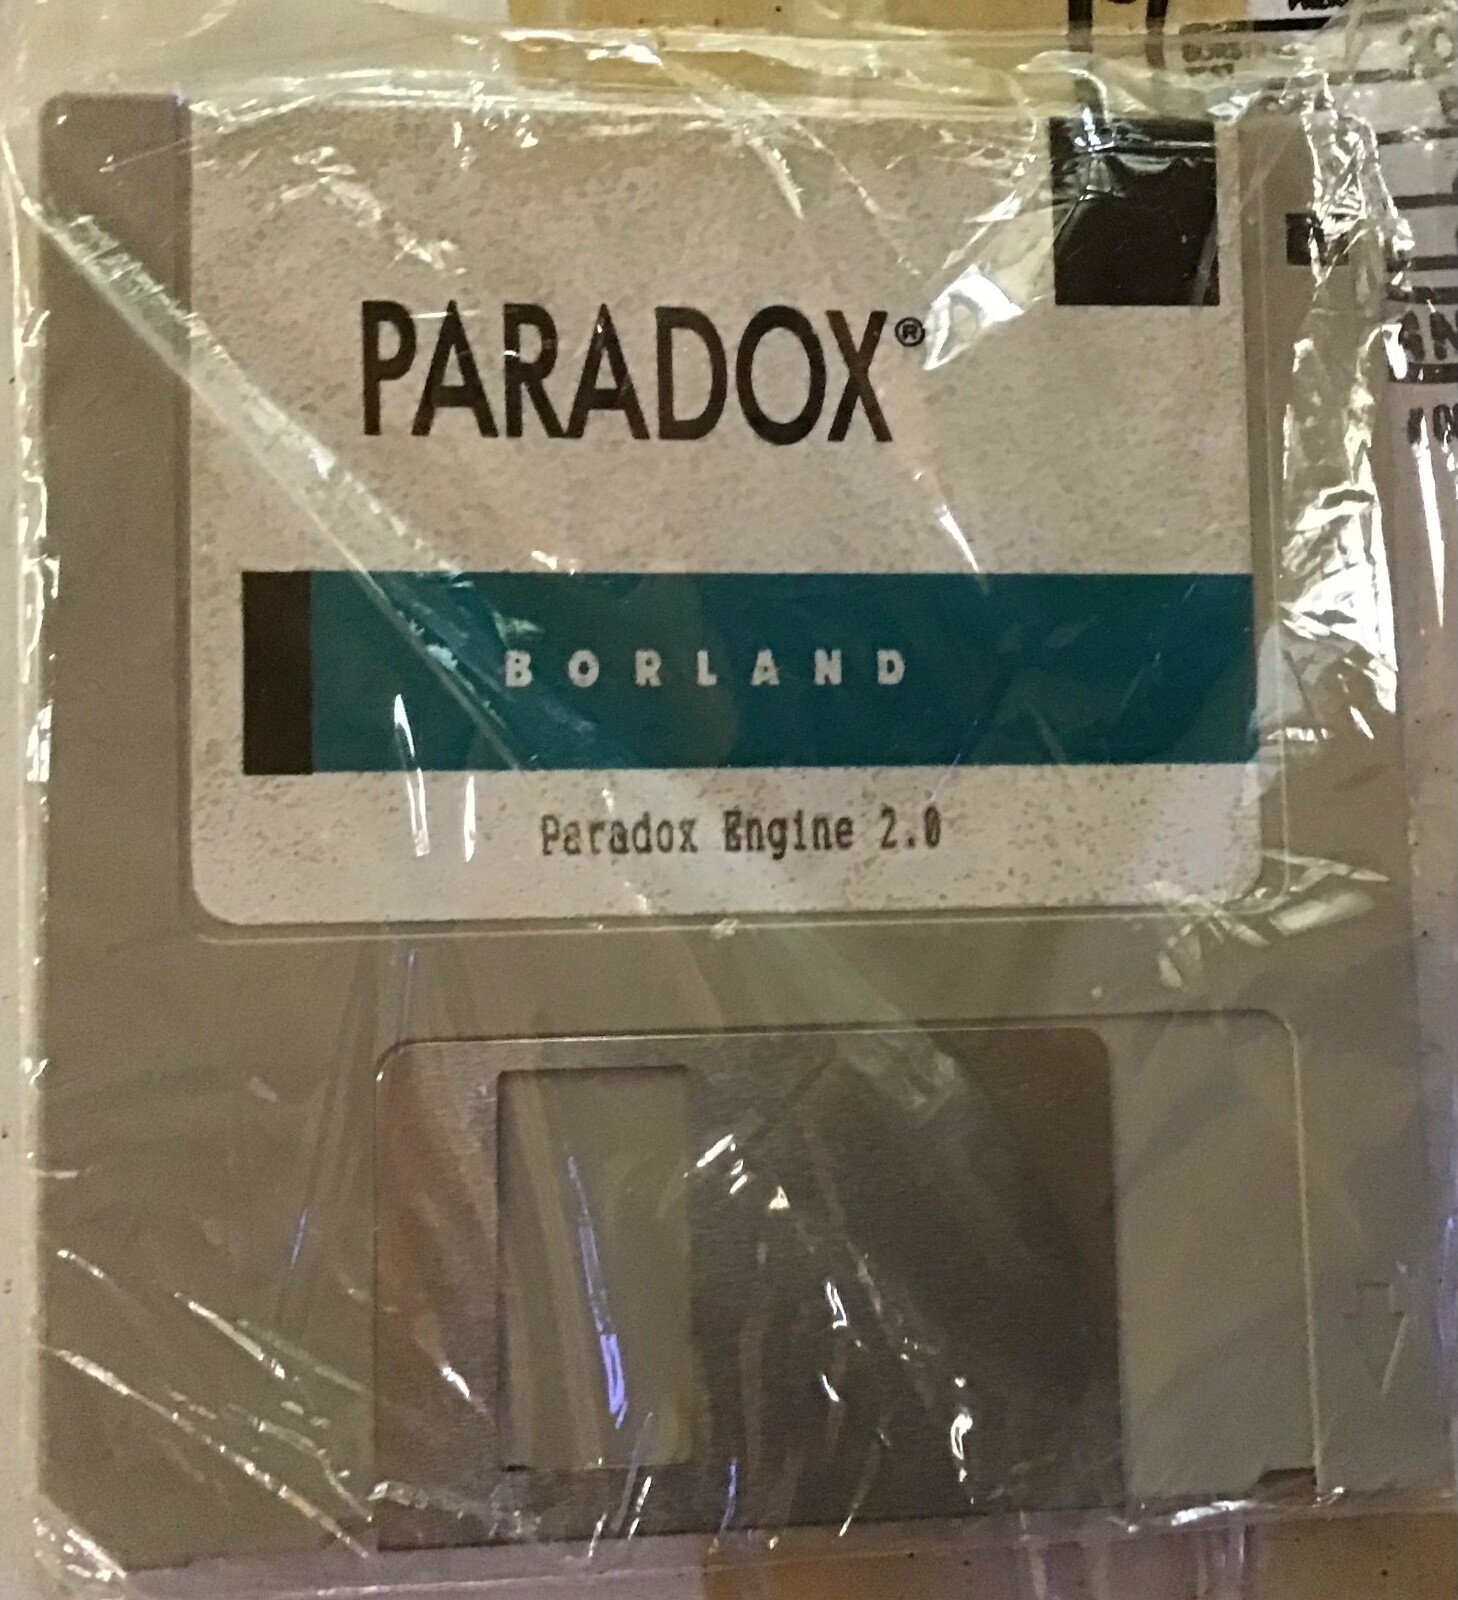 PARADOX®
BORLAND
Paradox Engine 2.0